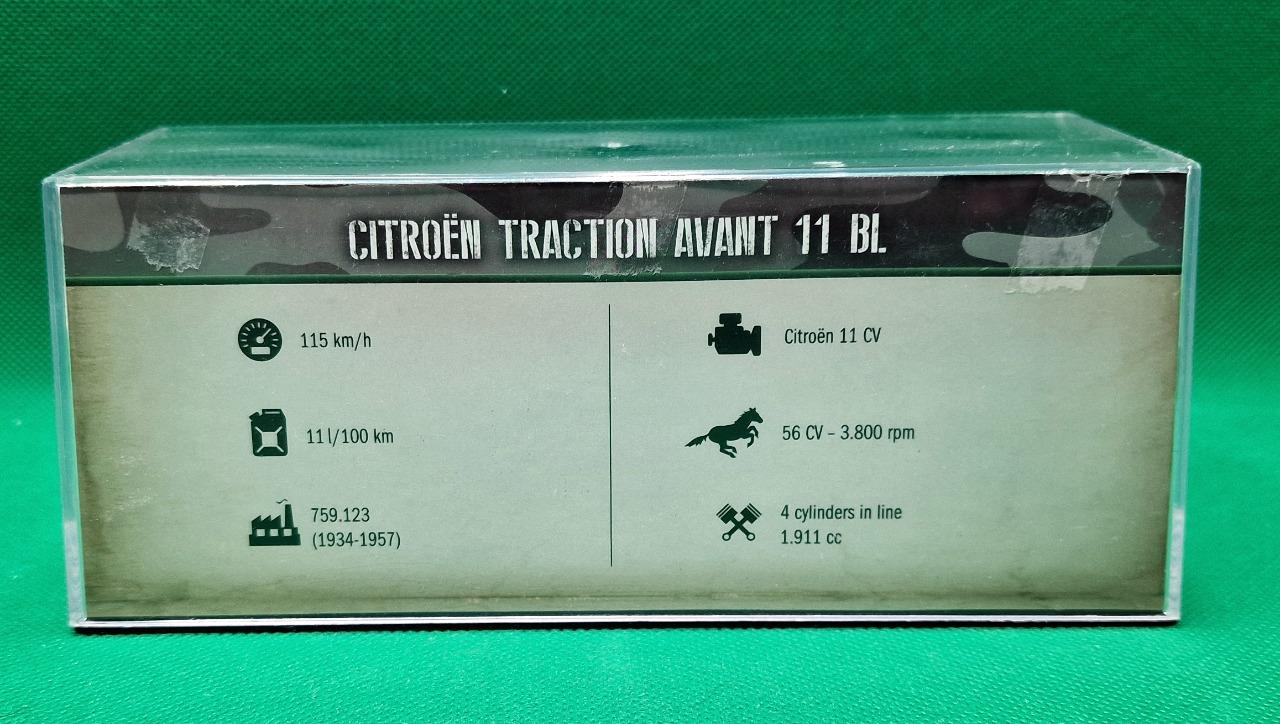 CITROËN TRACTION AVANT 11 BL
115 km/h
11 l/100 km
759.123
(1934-1957)
Citroën 11 CV
56 CV – 3.800 rpm
4 cylinders in line
1.911 cc